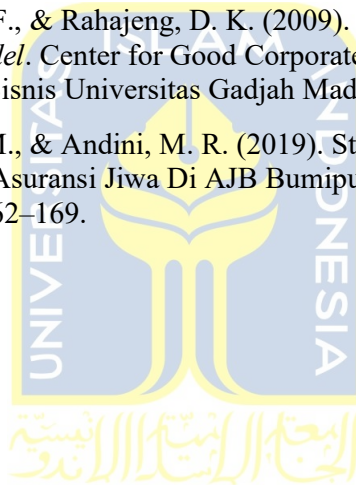 F., & Rahajeng, D. K. (2009).
del. Center for Good Corporate
isnis Universitas Gadjah Mad
M., & Andini, M. R. (2019). St
Asuransi Jiwa Di AJB Bumipu
62–169.
ISLAM
UNIVERSITAS
INDONESIA